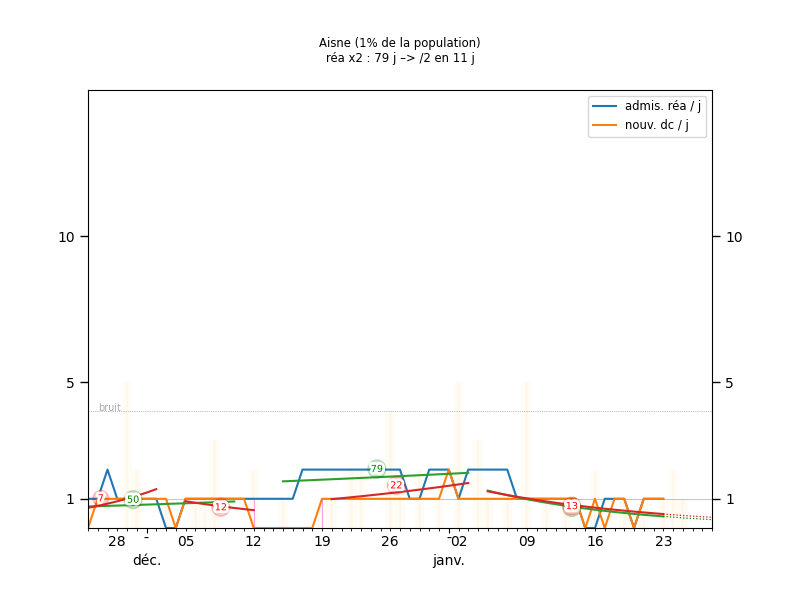 Aisne (1% de la population)
réa x2 : 79 j –> /2 en 11 j
admis. réa / j
nouv. dc / j
10 10
5 5
bruit
79
22
7 50 12 13
1 1
28 05 12 19 26 02 09 16 23
déc. janv.